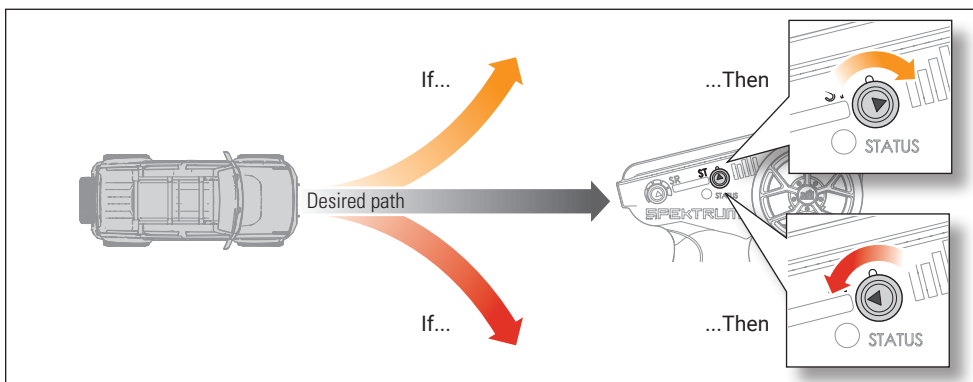 If...
...Then
STATUS
Desired path
SR
ST
STATUS
SPEKTRUM
If...
...Then
STATUS